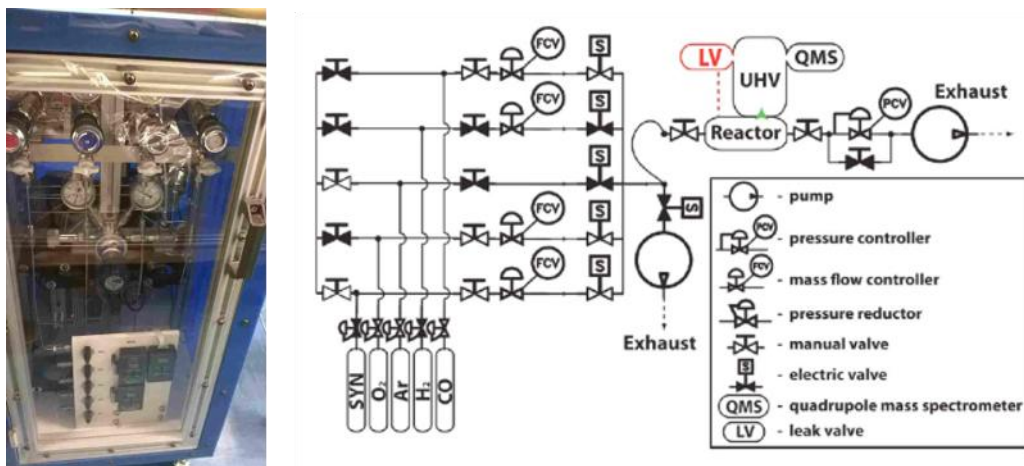 FCV
S
FCV
S
S
FCV
S
FCV
S
SYN
O₂
Ar
H₂
CO
S
Exhaust
LV
UHV
QMS
Reactor
PCV
Exhaust
- pump
PCV
- pressure controller
FCV
- mass flow controller
- pressure reductor
- manual valve
S
- electric valve
QMS - quadrupole mass spectrometer
LV - leak valve